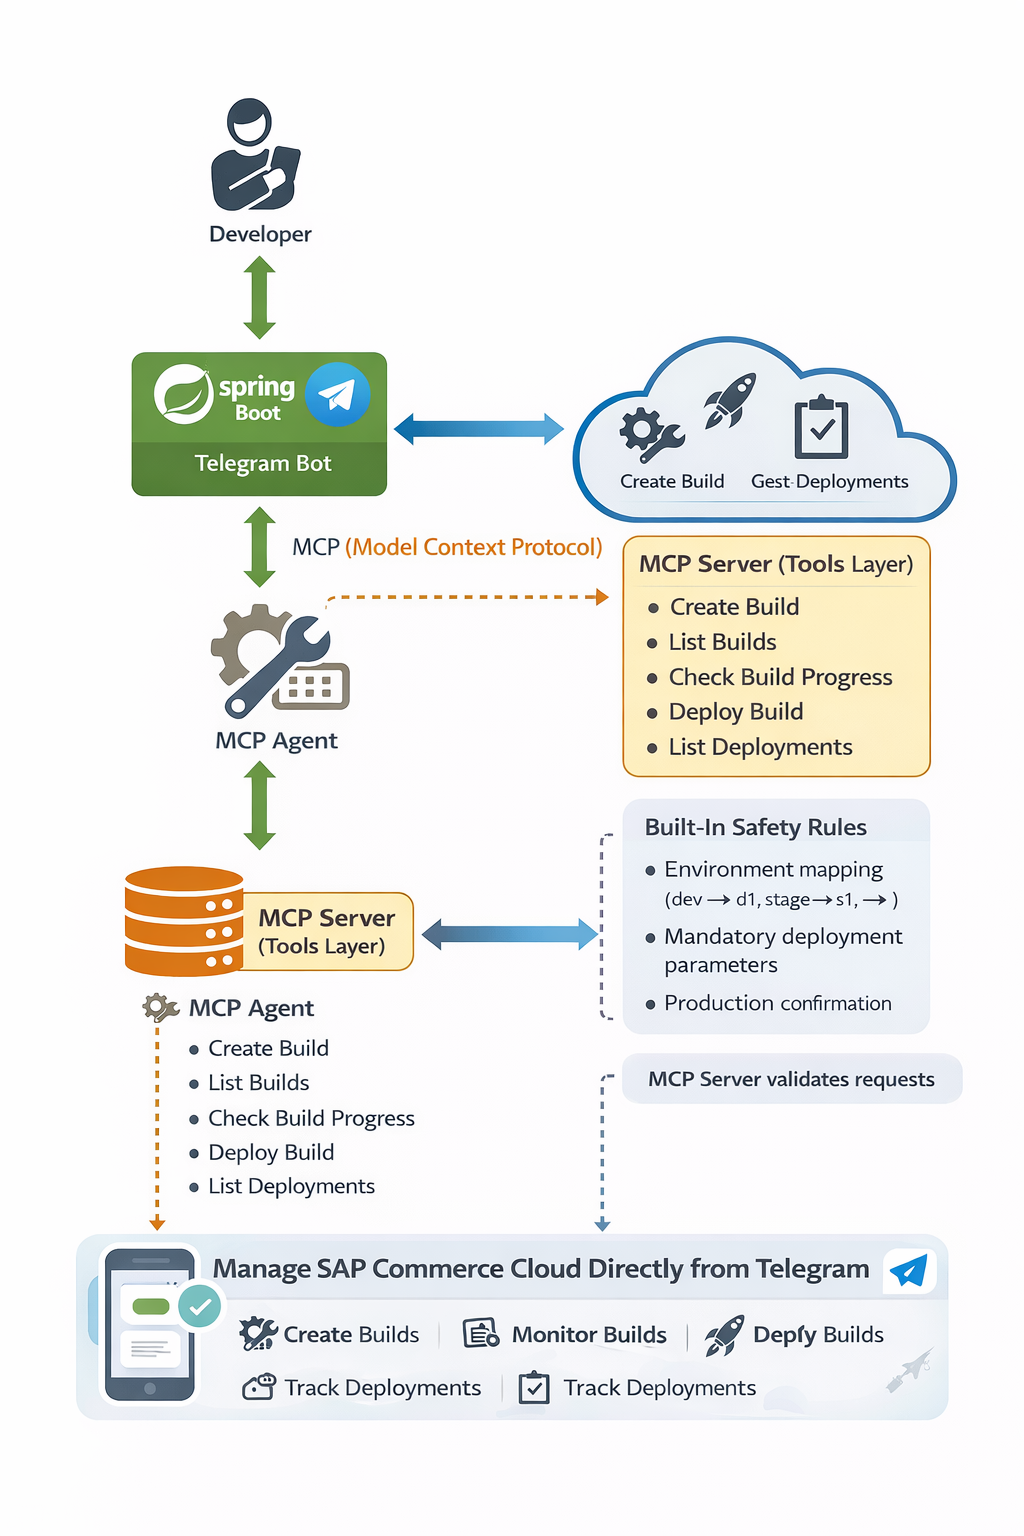 Developer
spring
Boot
Telegram Bot
Create Build
Gest-Deployments
MCP (Model Context Protocol)
MCP Server (Tools Layer)
• Create Build
• List Builds
• Check Build Progress
• Deploy Build
• List Deployments
MCP Agent
Built-In Safety Rules
• Environment mapping
(dev → d1, stage → s1, → )
• Mandatory deployment
parameters
• Production confirmation
MCP Server
(Tools Layer)
MCP Agent
• Create Build
• List Builds
• Check Build Progress
• Deploy Build
• List Deployments
MCP Server validates requests
Manage SAP Commerce Cloud Directly from Telegram
Create Builds
Monitor Builds
Depſy Builds
Track Deployments
Track Deployments